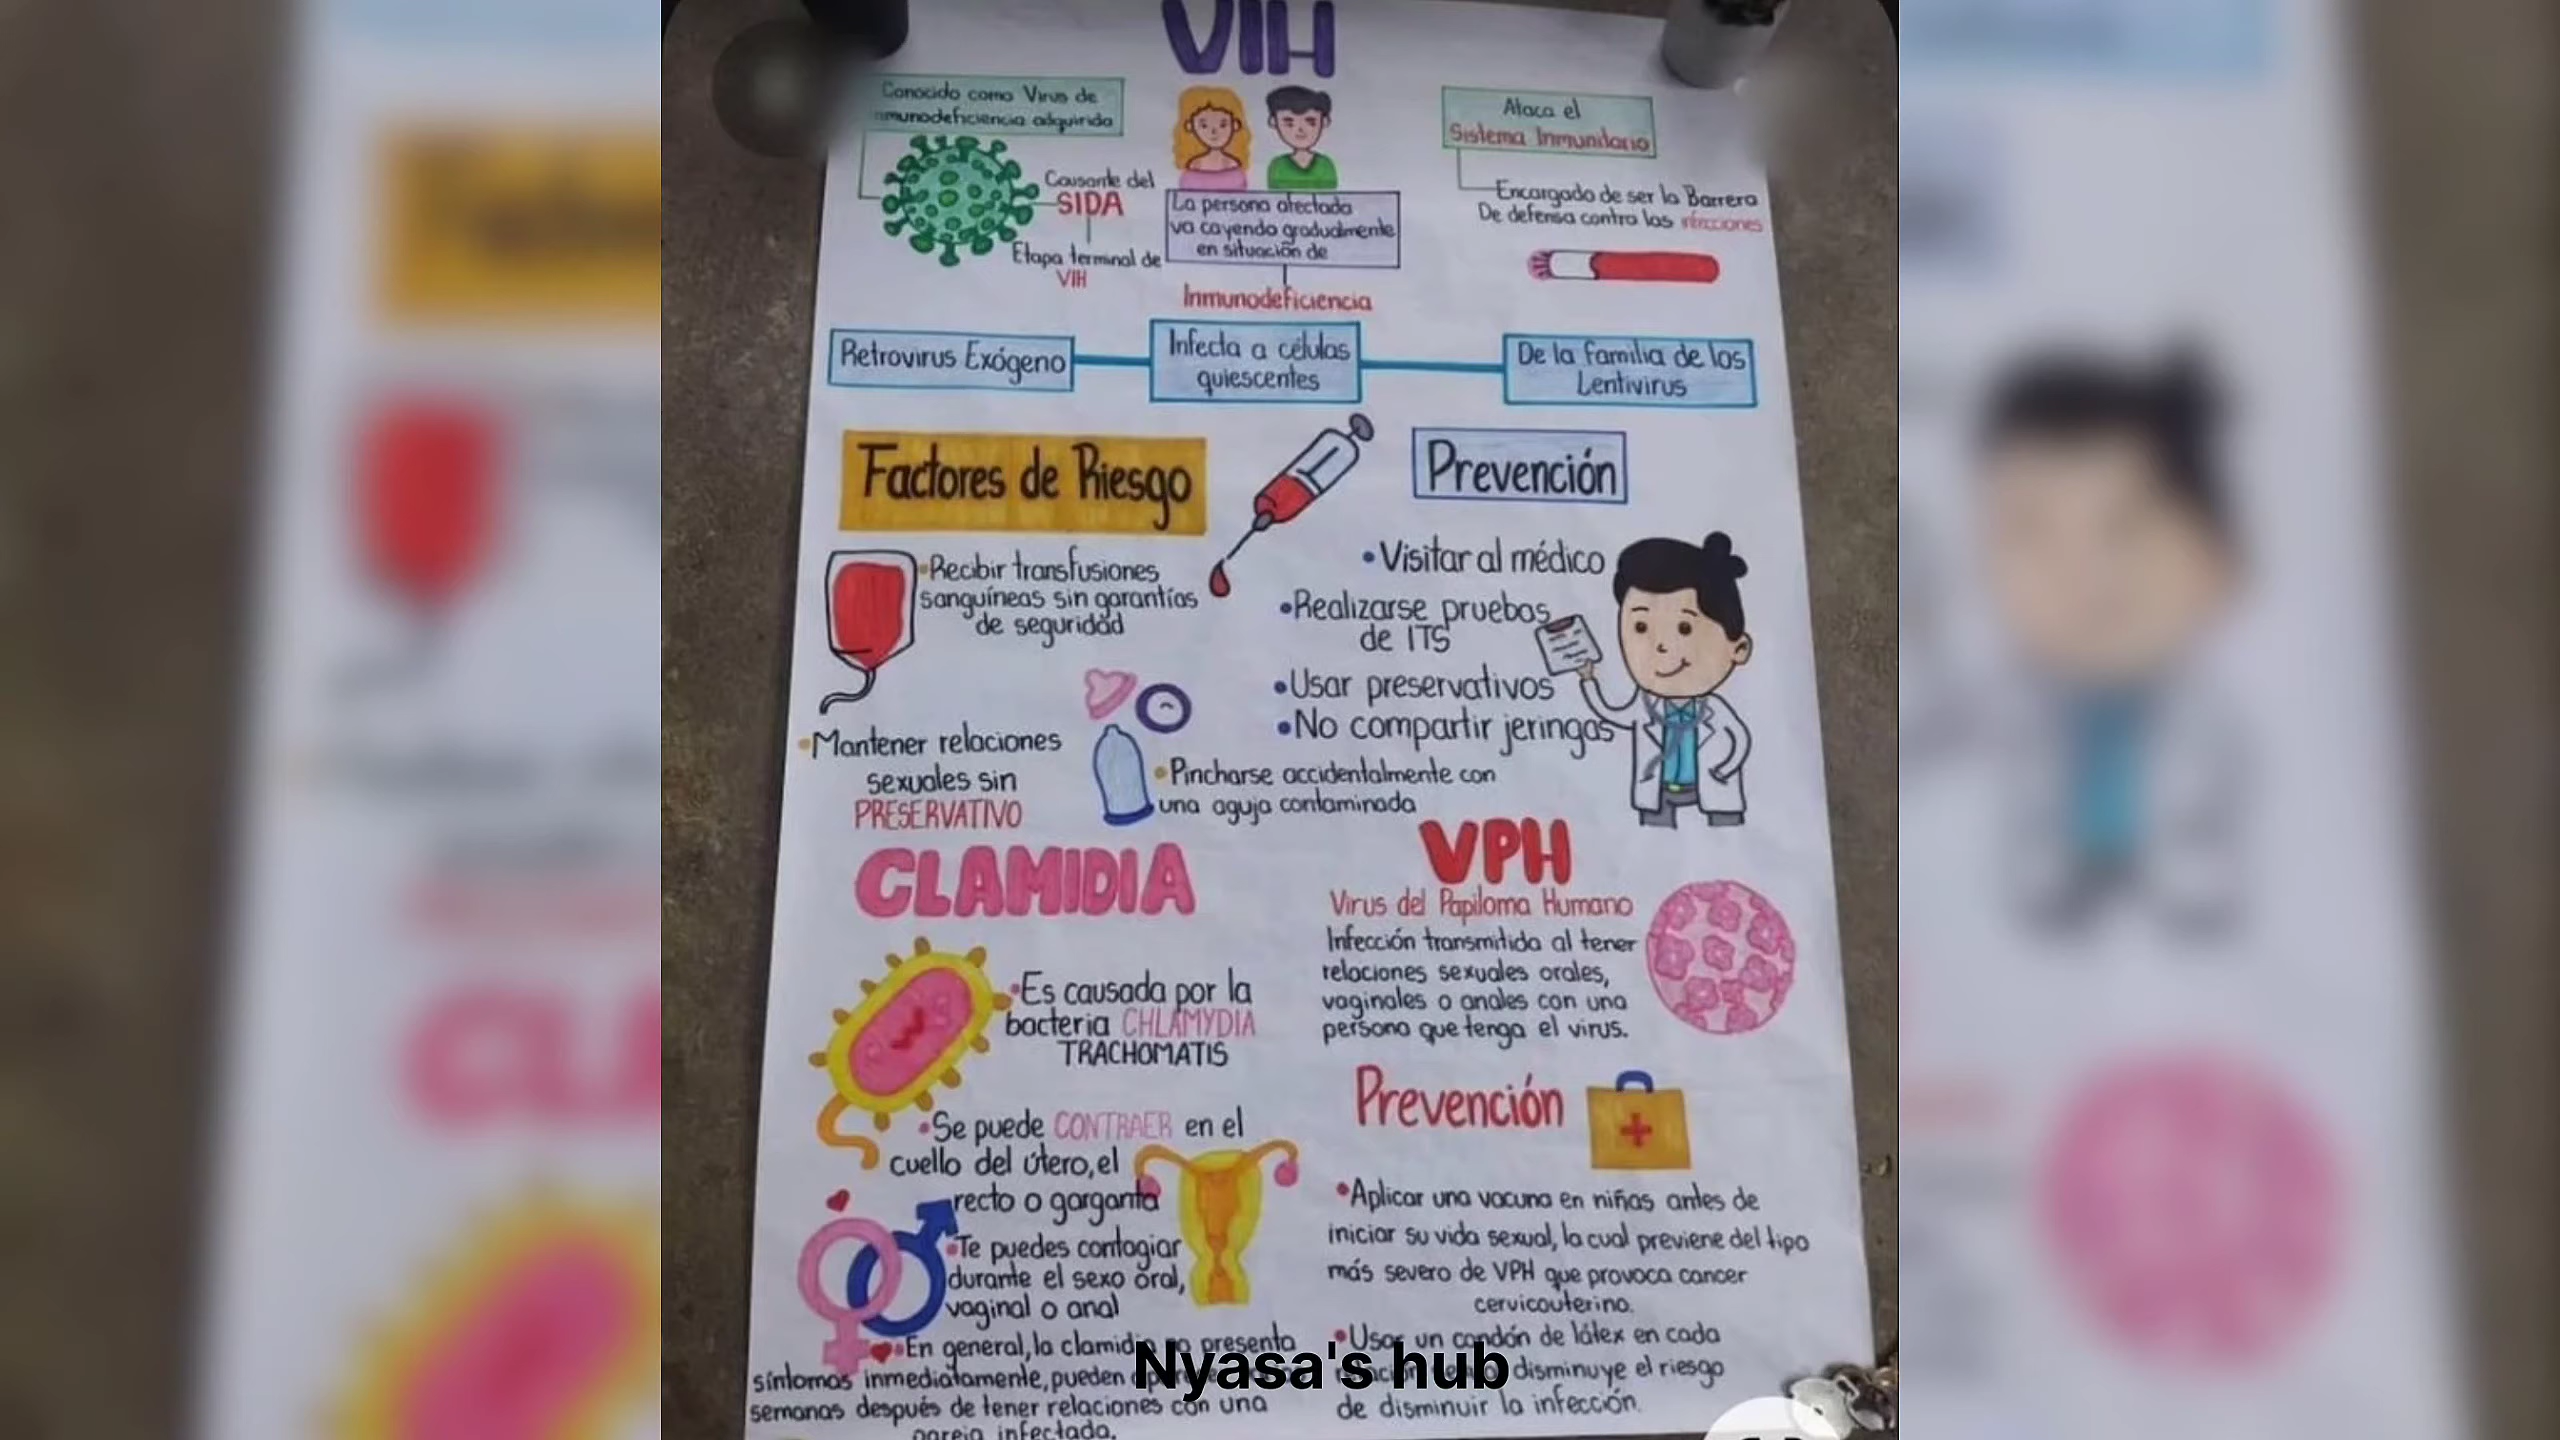 VIH
Conocido como Virus de
nmunodeficiencia adquirida
Causante del
SIDA
Etapa terminal de
VIH
La persona afectada
va cayendo gradualmente
en situación de
Inmunodeficiencia
Ataca el
Sistema Inmunitario
Encargado de ser la Barrera
De defensa contra las infecciones
Retrovirus Exógeno
Infecta a células
quiescentes
De la familia de los
Lentivirus
Factores de Riesgo
•Recibir transfusiones
sanguíneas sin garantías
de seguridad
•Mantener relaciones
sexuales sin
PRESERVATIVO
•Pincharse accidentalmente con
una aguja contaminada
Prevención
•Visitar al médico
•Realizarse pruebas
de ITS
•Usar preservativos
•No compartir jeringas
CLAMIDIA
•Es causada por la
bacteria CHLAMYDIA
TRACHOMATIS
•Se puede CONTRAER en el
cuello del útero, el
recto o garganta
•Te puedes contagiar
durante el sexo oral,
vaginal o anal
•En general, la clamidia no presenta
síntomas inmediatamente, pueden
semanas después de tener relaciones con una
pareja infectada.
VPH
Virus del Papiloma Humano
Infección transmitida al tener
relaciones sexuales orales,
vaginales o anales con una
persona que tenga el virus.
Prevención
•Aplicar una vacuna en niñas antes de
iniciar su vida sexual, la cual previene del tipo
más severo de VPH que provoca cancer
cervicouterino.
•Usar un condón de látex en cada
disminuye el riesgo
de disminuir la infección.
Nyasa's hub